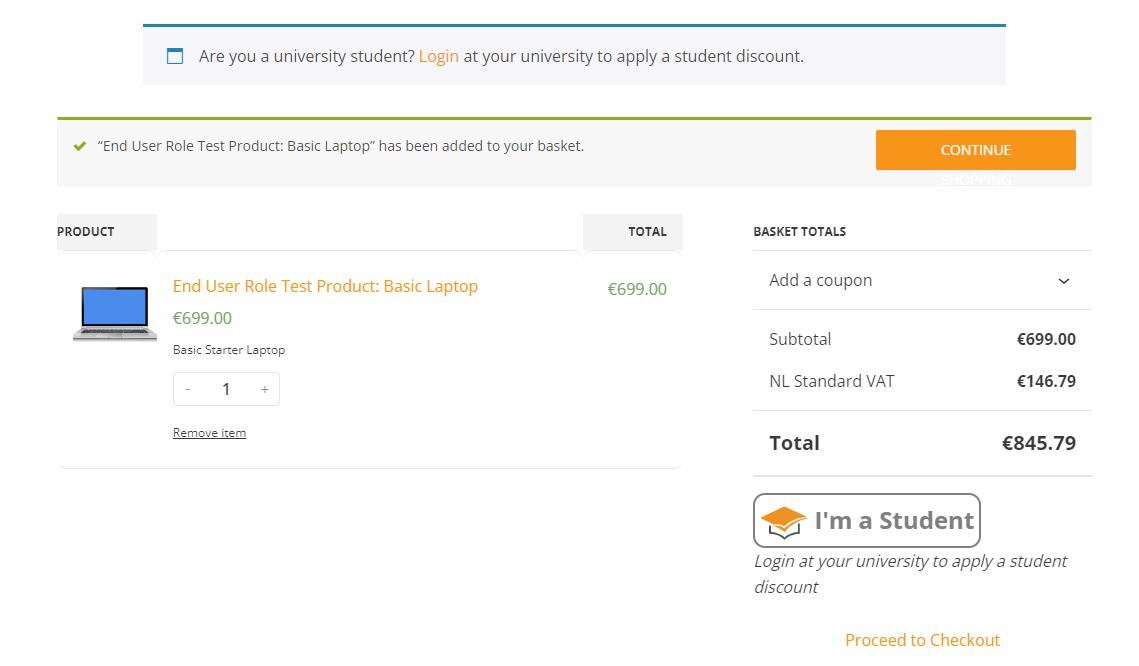 Are you a university student? Login at your university to apply a student discount.
“End User Role Test Product: Basic Laptop” has been added to your basket.
CONTINUE
SHOPPING
PRODUCT
TOTAL
End User Role Test Product: Basic Laptop
€699.00
€699.00
Basic Starter Laptop
- 1 +
Remove item
BASKET TOTALS
Add a coupon
Subtotal €699.00
NL Standard VAT €146.79
Total €845.79
I'm a Student
Login at your university to apply a student
discount
Proceed to Checkout